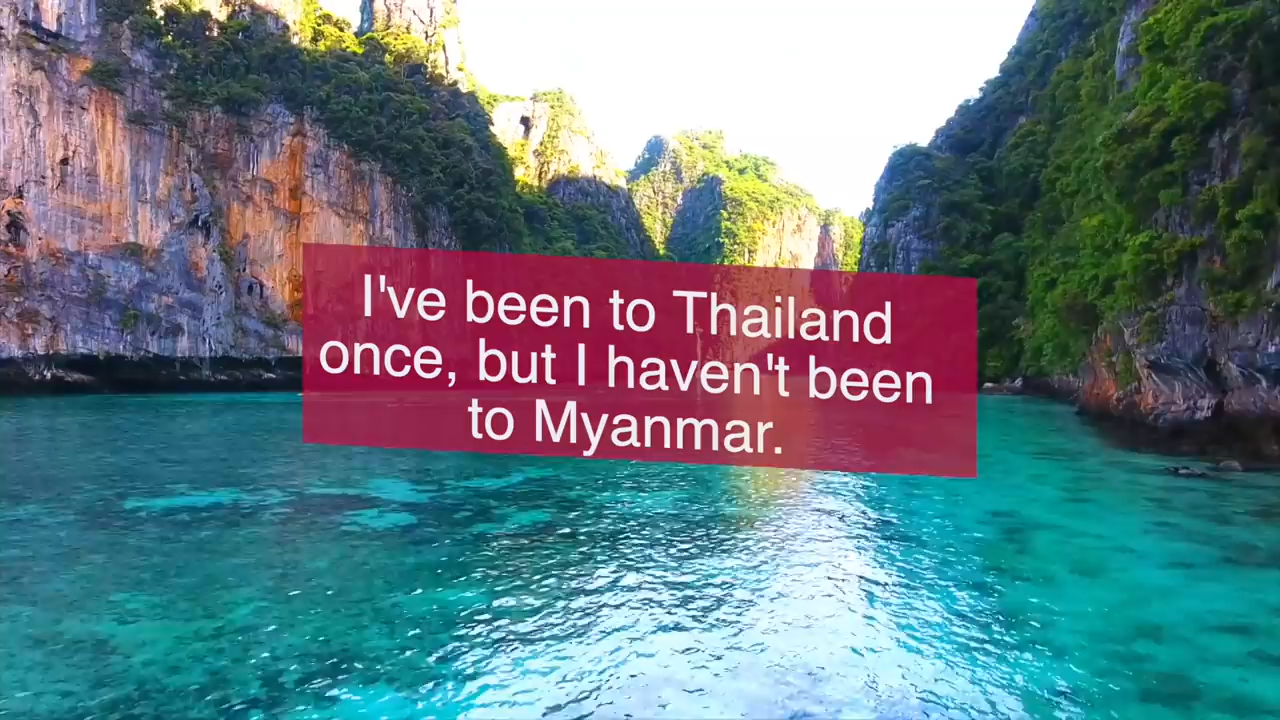 I've been to Thailand
once, but I haven't been
to Myanmar.